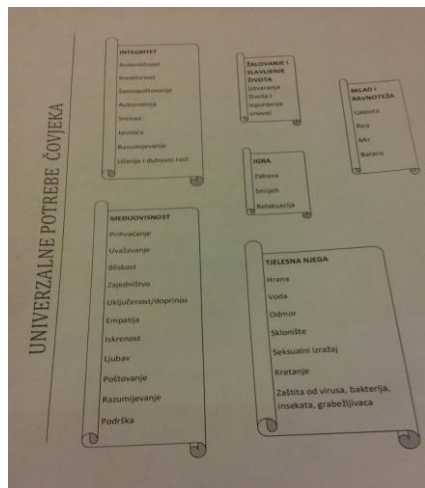 UNIVERZALNE POTREBE ČOVJEKA
INTEGRITET
Autentičnost
Kreativnost
Samopoštovanje
Autonomija
Smisao
Izvrsnoća
Razumijevanje
Učenje i duhovni rast
ŽALOVANJE I
SLAVLJENJE
ŽIVOTA
(stvaranja
života i
ispunjenja
snova)
SKLAD I
RAVNOTEŽA
Ljepota
Red
Mir
Balans
IGRA
Zabava
Smijeh
Relaksacija
MEĐUOVISNOST
Prihvaćanje
Uvažavanje
Bliskost
Zajedništvo
Uključenost/doprinos
Empatija
Iskrenost
Ljubav
Poštovanje
Razumijevanje
Podrška
TJELESNA NJEGA
Hrana
Voda
Odmor
Sklonište
Seksualni izražaj
Kretanje
Zaštita od virusa, bakterija,
insekata, grabežljivaca